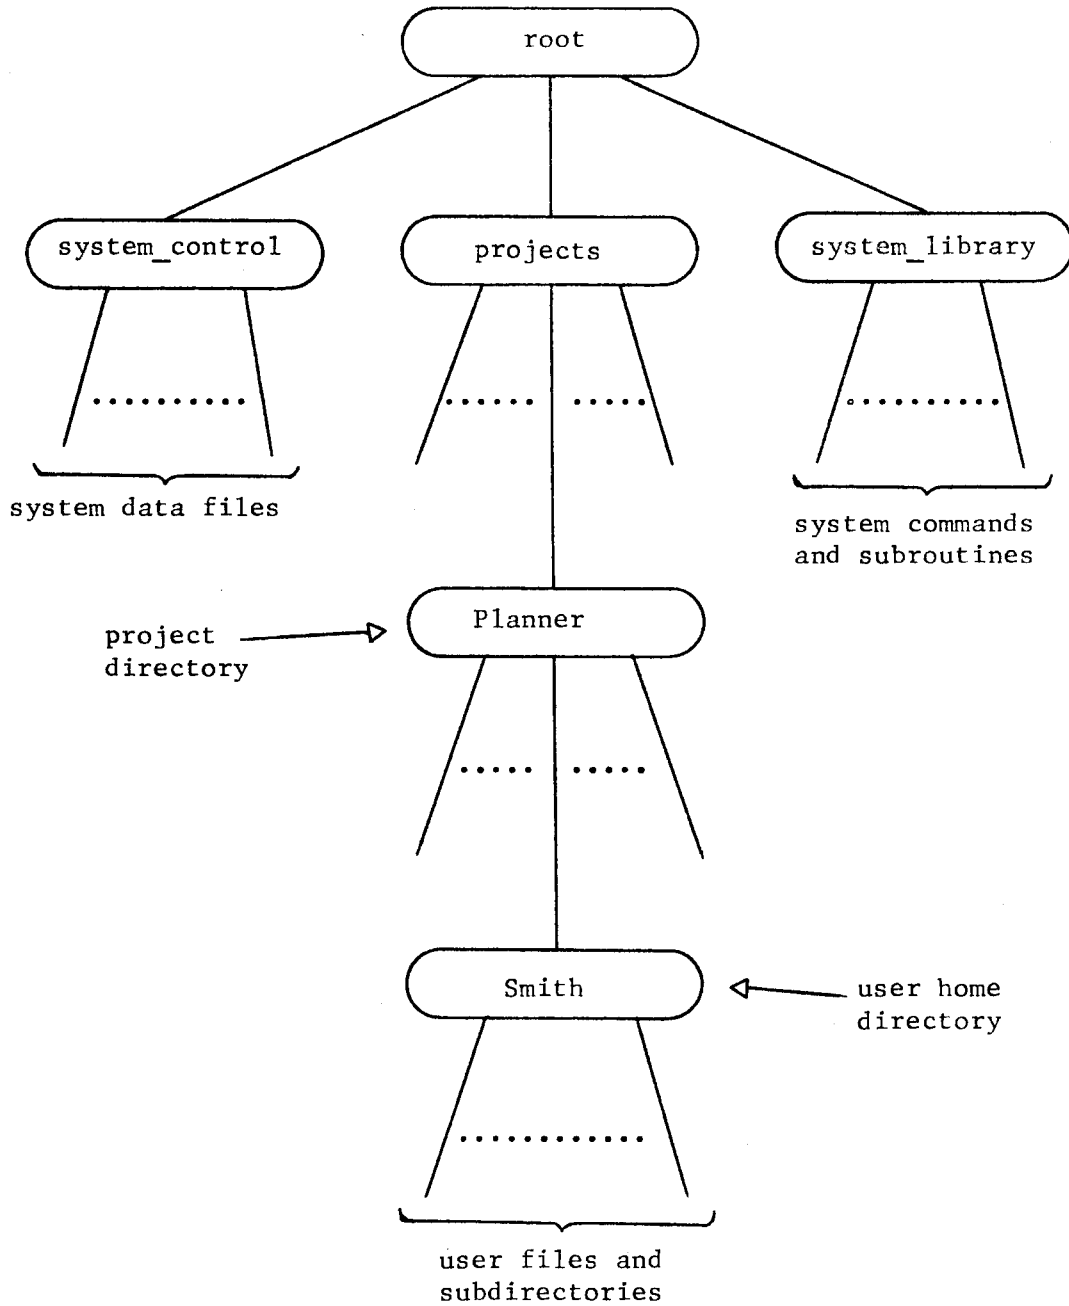 root
system_control
projects
system_library
system data files
system commands
and subroutines
Planner
project
directory
Smith
user home
directory
user files and
subdirectories